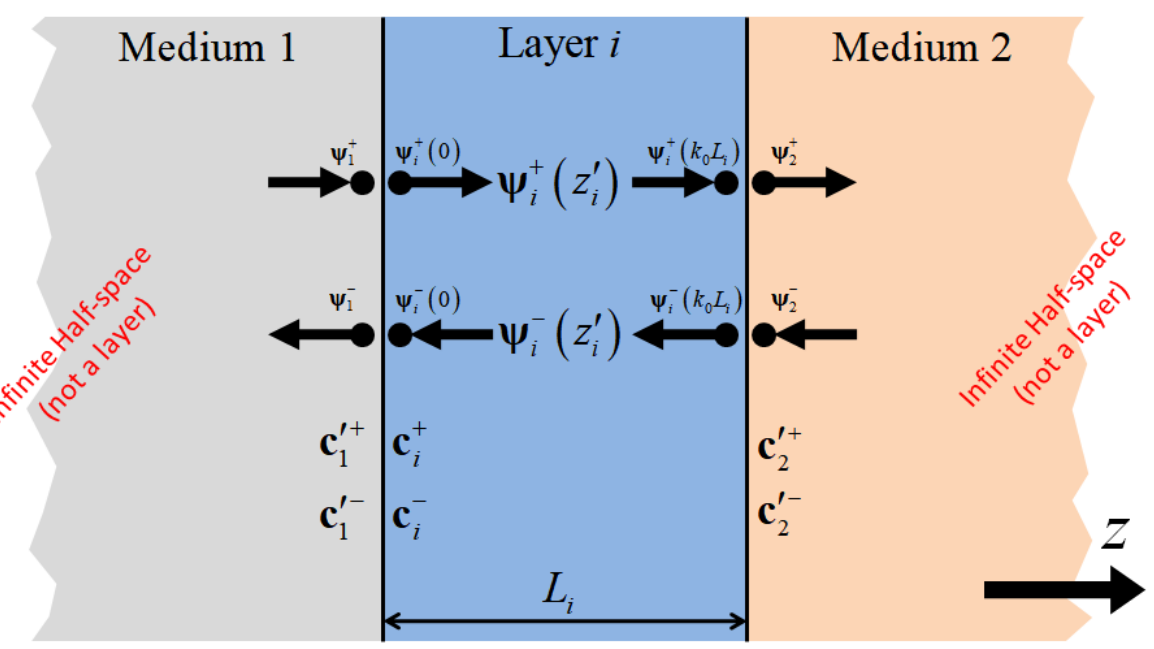 Medium 1
Layer i
Medium 2
ψ₁⁺
ψᵢ⁺(0)
ψᵢ⁺(z′ᵢ)
ψᵢ⁺(k₀Lᵢ)
ψ₂⁺
ψ₁⁻
ψᵢ⁻(0)
ψᵢ⁻(z′ᵢ)
ψᵢ⁻(k₀Lᵢ)
ψ₂⁻
Infinite Half-space
(not a layer)
Infinite Half-space
(not a layer)
c′₁⁺
cᵢ⁺
c′₂⁺
c′₁⁻
cᵢ⁻
c′₂⁻
z
Lᵢ